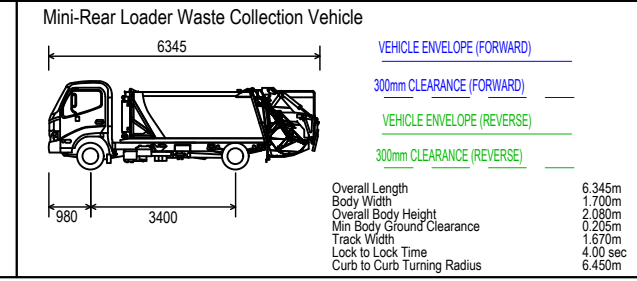 Mini-Rear Loader Waste Collection Vehicle
6345
980
3400
VEHICLE ENVELOPE (FORWARD)
300mm CLEARANCE (FORWARD)
VEHICLE ENVELOPE (REVERSE)
300mm CLEARANCE (REVERSE)
Overall Length 6.345m
Body Width 1.700m
Overall Body Height 2.080m
Min Body Ground Clearance 0.205m
Track Width 1.670m
Lock to Lock Time 4.00 sec
Curb to Curb Turning Radius 6.450m